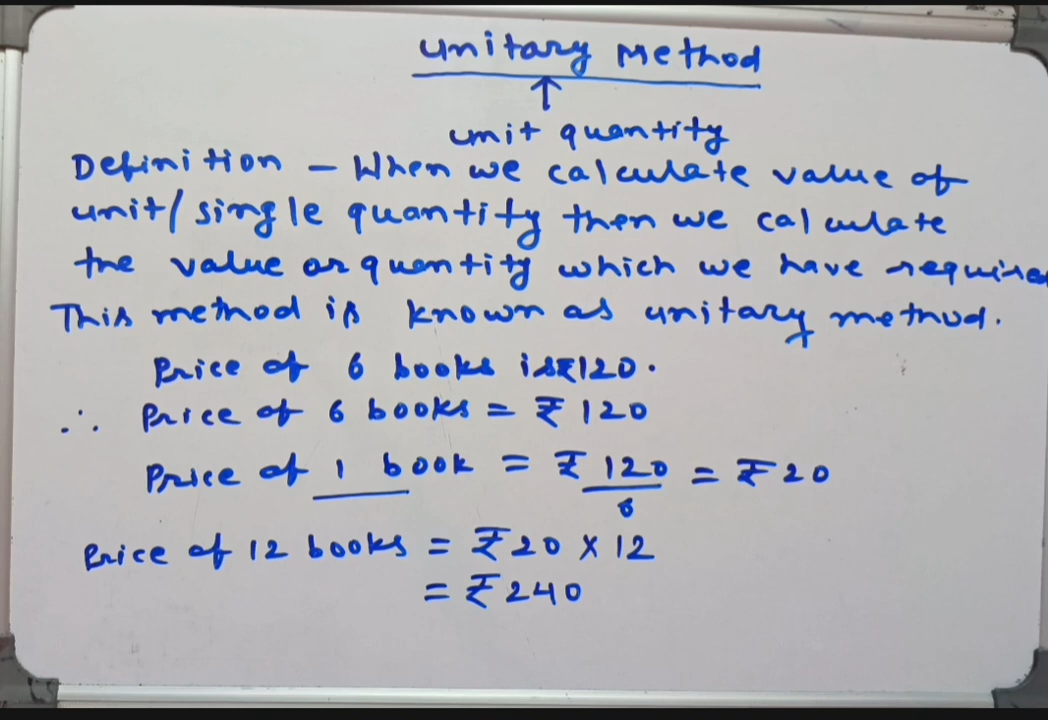 unitary Method
↑
unit quantity
Definition – When we calculate value of
unit/single quantity then we calculate
the value or quantity which we have require
This method is known as unitary method.
Price of 6 books is ₹120.
∴ Price of 6 books = ₹ 120
Price of 1 book = ₹ 120/6 = ₹20
Price of 12 books = ₹20 × 12
= ₹240